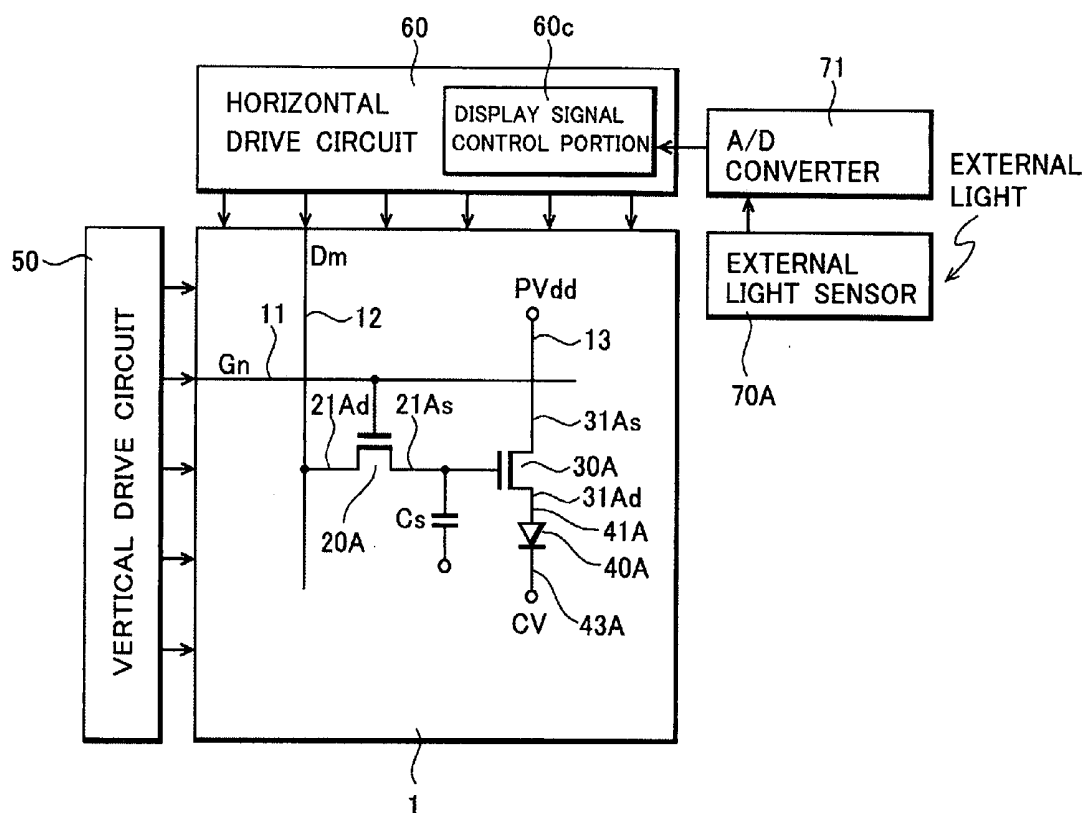 60
60c
HORIZONTAL
DRIVE CIRCUIT
DISPLAY SIGNAL
CONTROL PORTION
71
A/D
CONVERTER
EXTERNAL
LIGHT
50
VERTICAL DRIVE CIRCUIT
Dm
12
11
Gn
PVdd
13
EXTERNAL
LIGHT SENSOR
70A
21Ad
21As
31As
30A
31Ad
41A
20A
Cs
40A
CV
43A
1